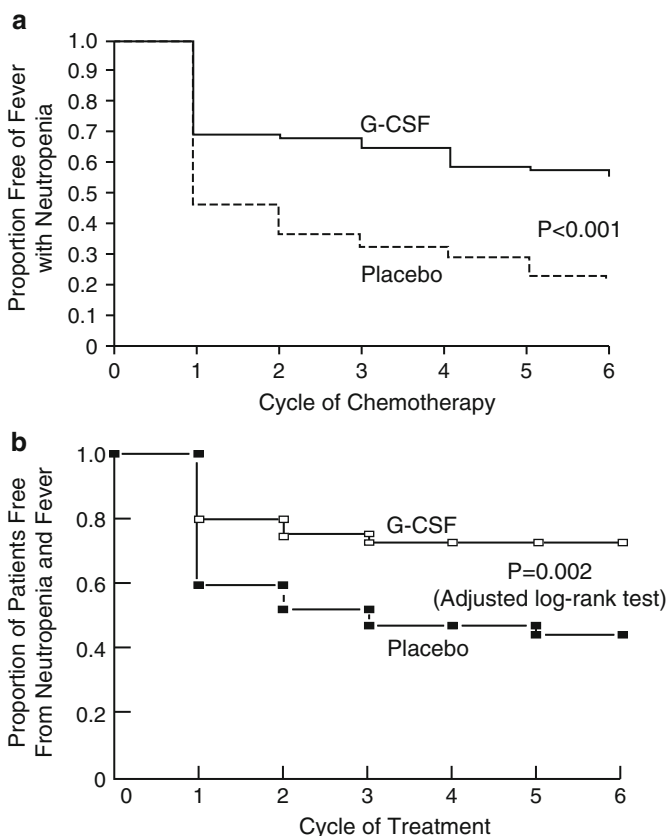 a
Proportion Free of Fever
with Neutropenia
1.0
0.9
0.8
0.7
0.6
0.5
0.4
0.3
0.2
0.1
0
G-CSF
P<0.001
Placebo
0 1 2 3 4 5 6
Cycle of Chemotherapy
b
Proportion of Patients Free
From Neutropenia and Fever
1.0
0.8
0.6
0.4
0.2
0
G-CSF
P=0.002
(Adjusted log-rank test)
Placebo
0 1 2 3 4 5 6
Cycle of Treatment